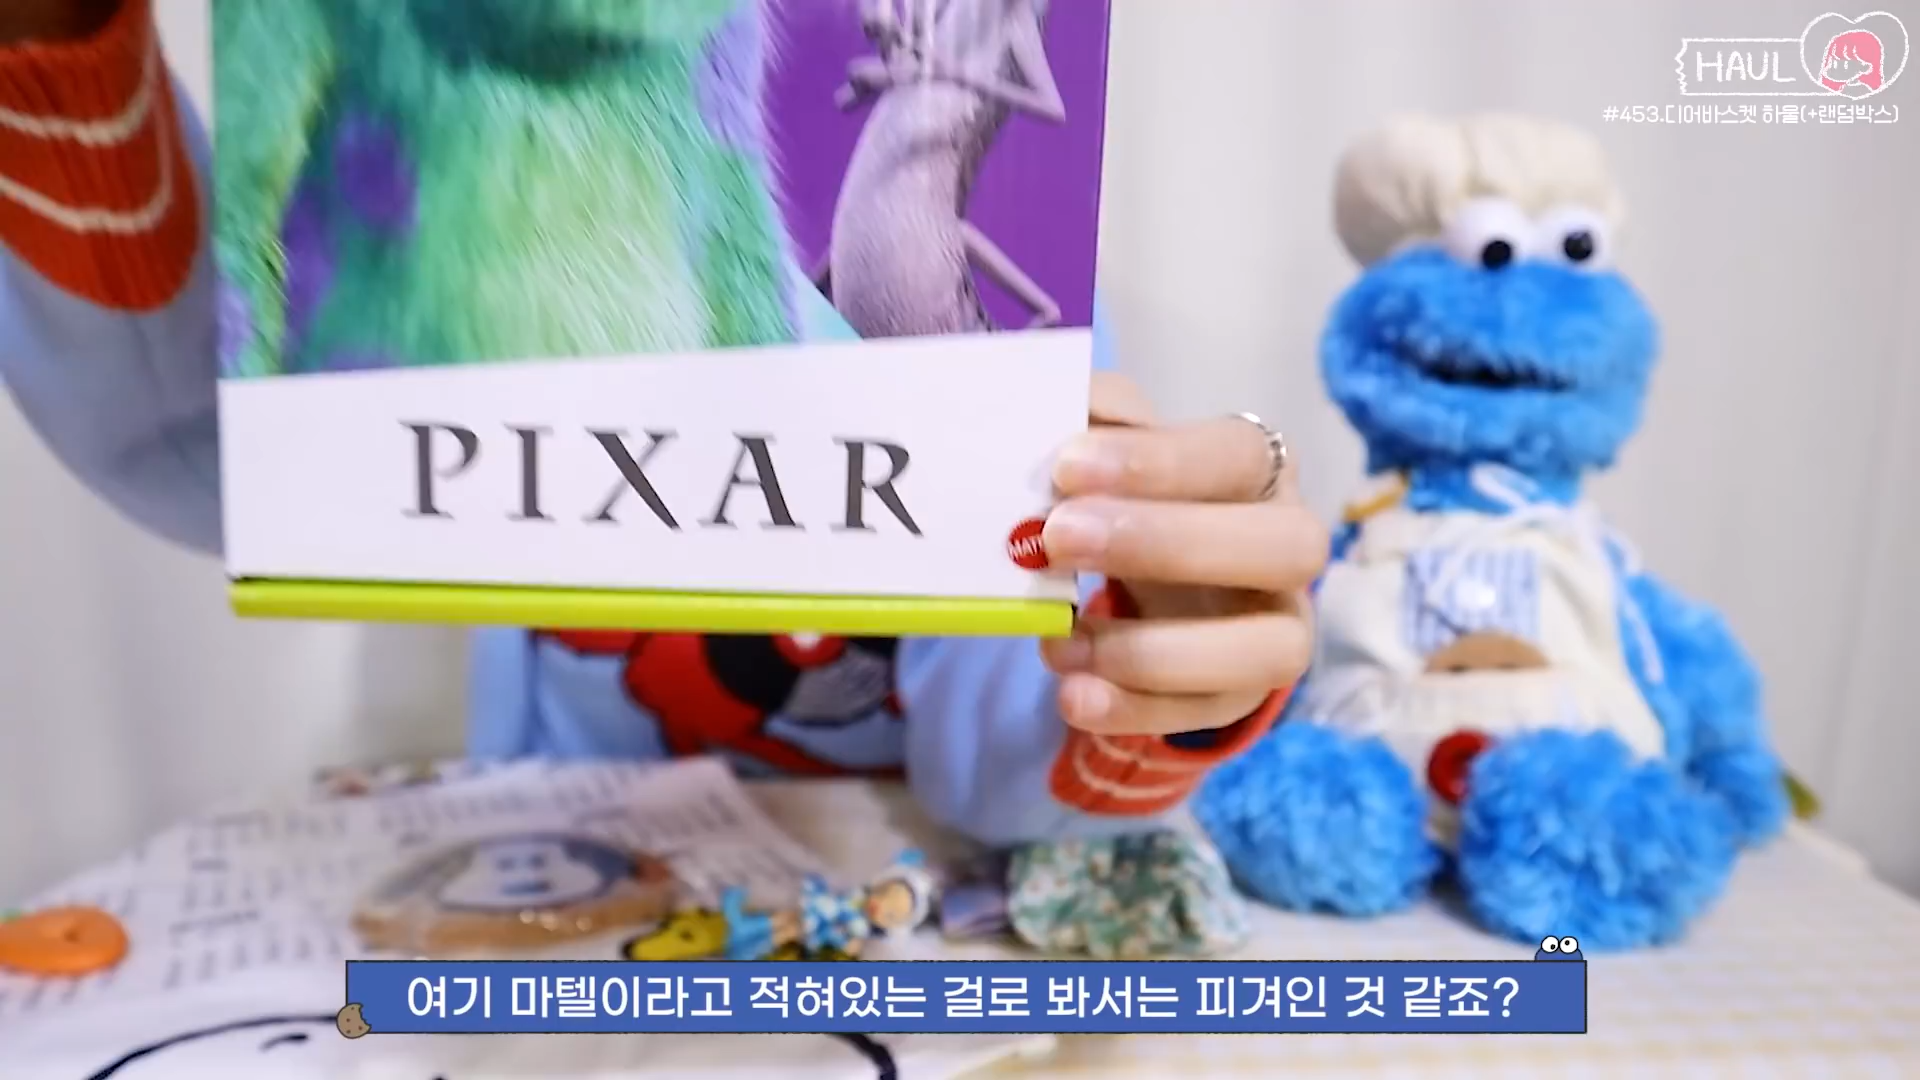 HAUL
#453.디어바스켓 하울(+랜덤박스)
PIXAR
여기 마텔이라고 적혀있는 걸로 봐서는 피겨인 것 같죠?